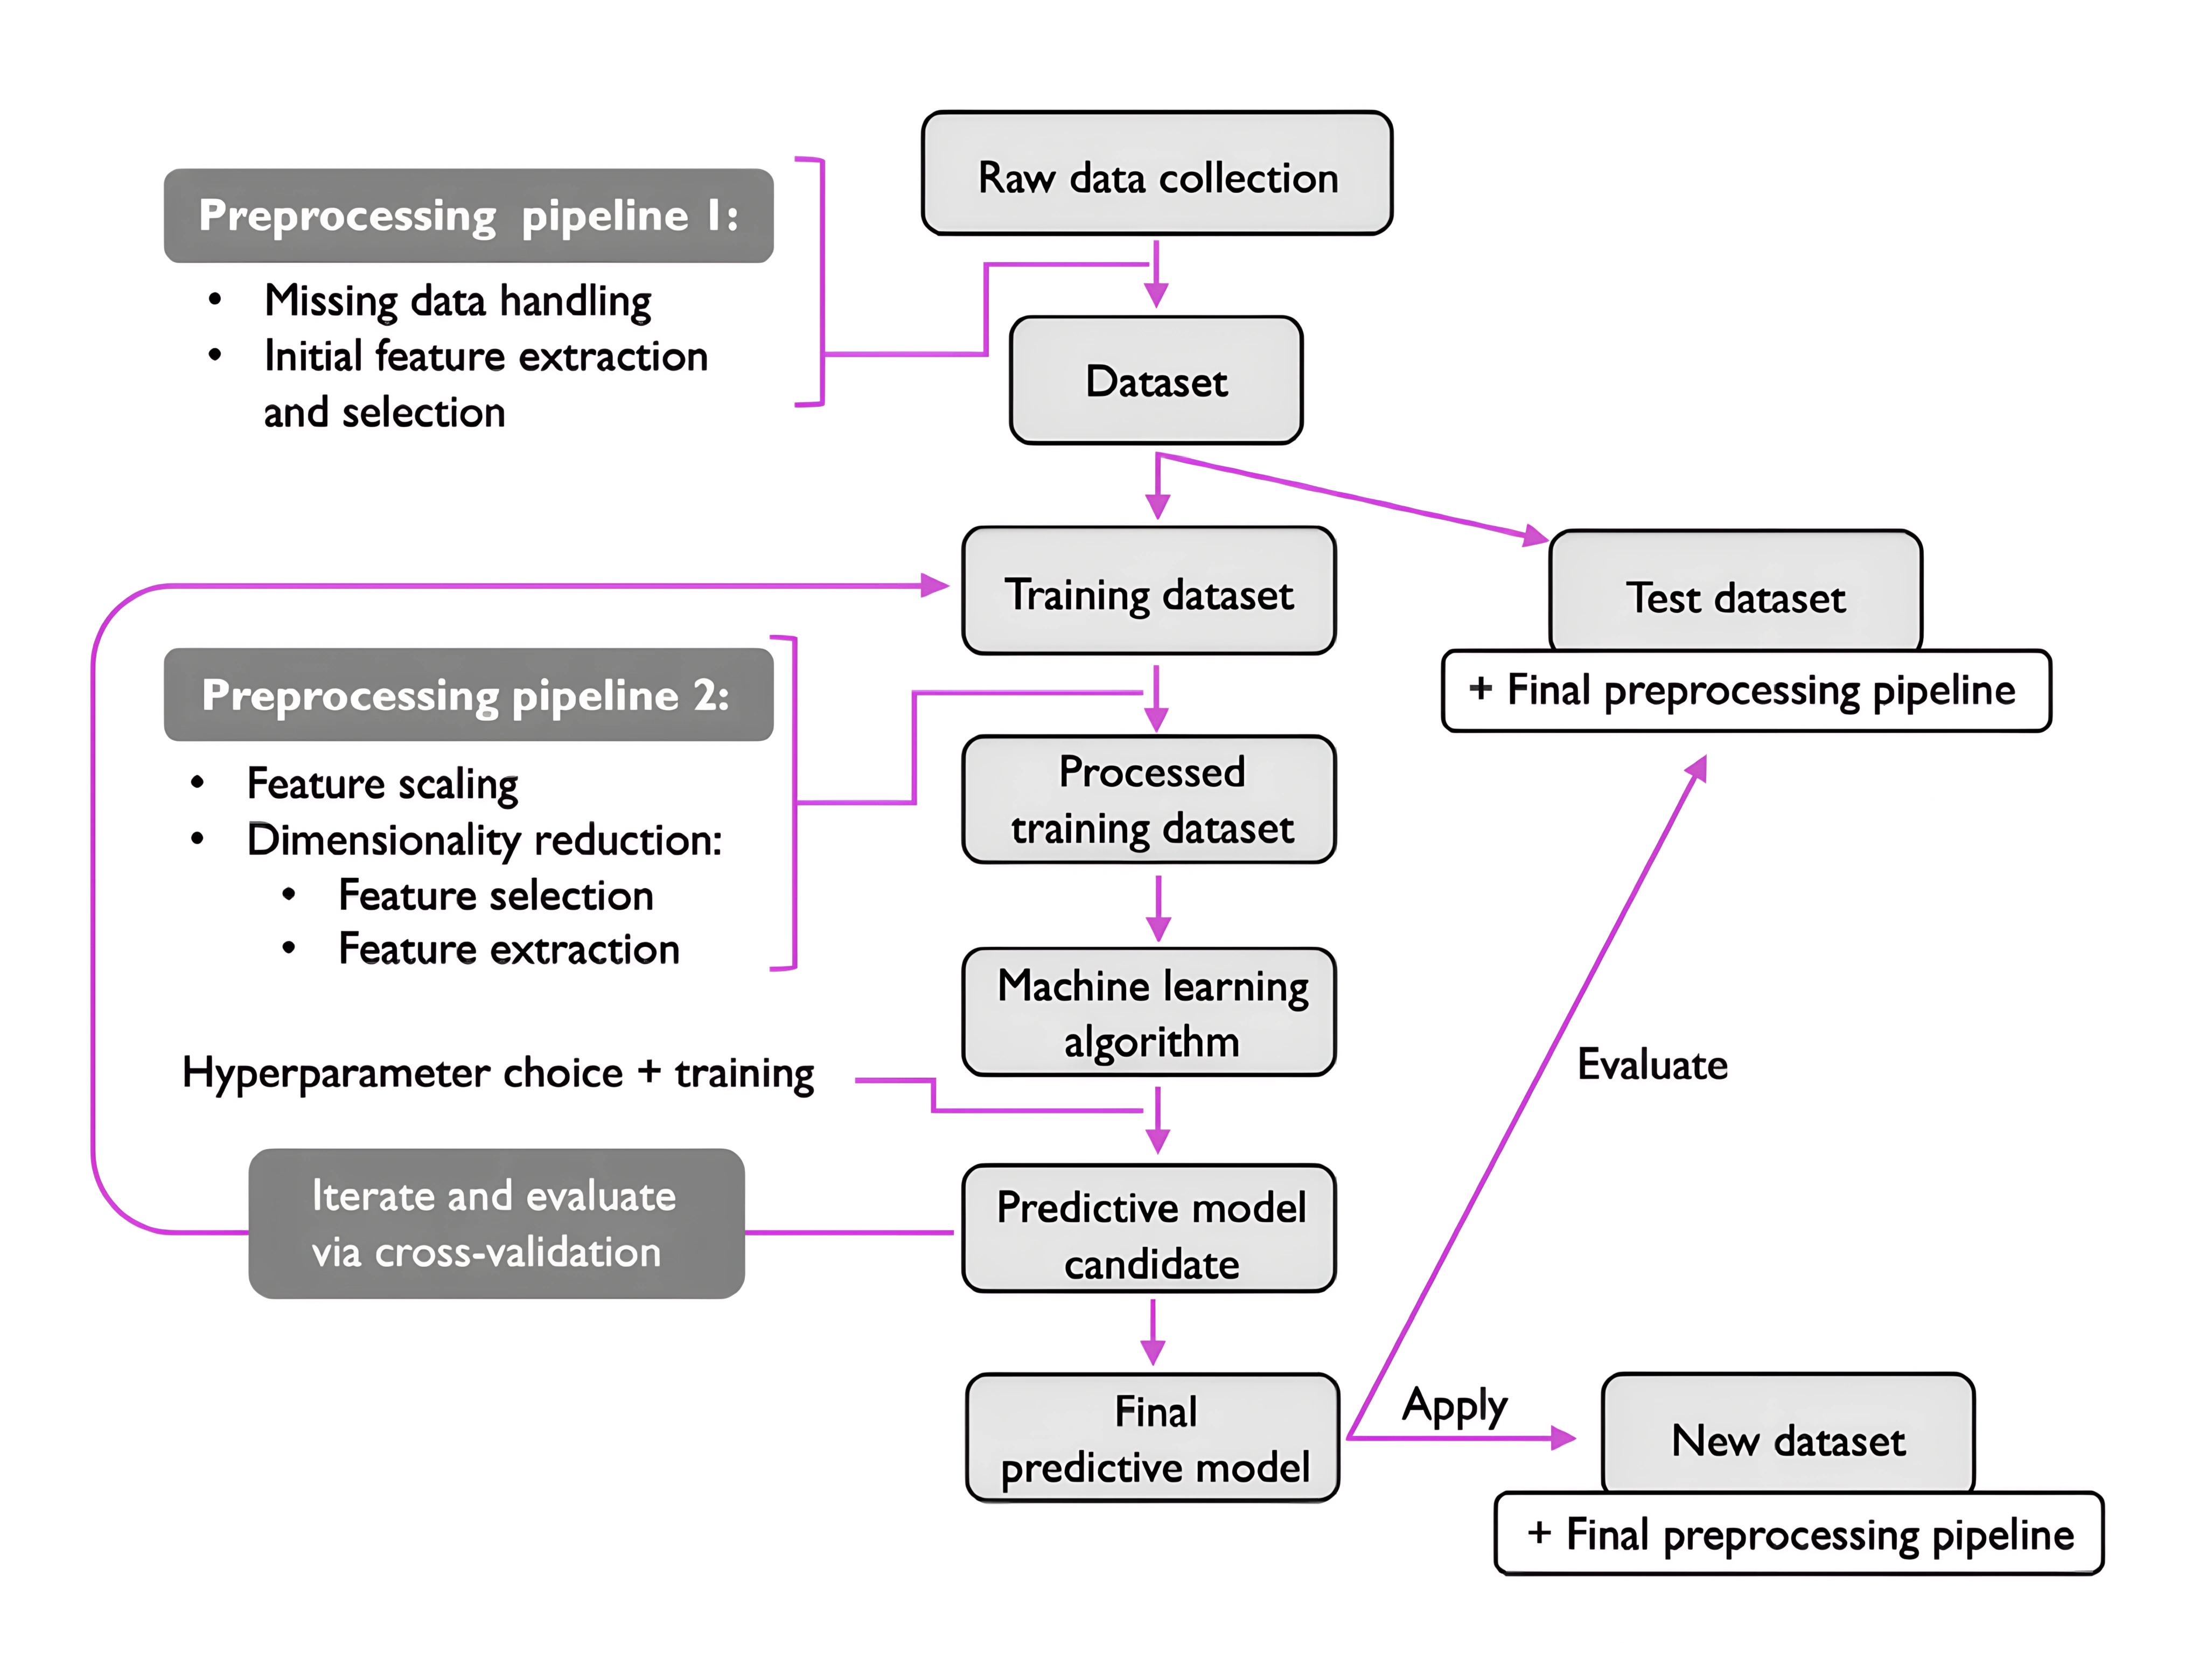 Raw data collection
Preprocessing pipeline 1:
• Missing data handling
• Initial feature extraction
and selection
Dataset
Training dataset
Test dataset
+ Final preprocessing pipeline
Preprocessing pipeline 2:
• Feature scaling
• Dimensionality reduction:
• Feature selection
• Feature extraction
Processed
training dataset
Machine learning
algorithm
Hyperparameter choice + training
Evaluate
Iterate and evaluate
via cross-validation
Predictive model
candidate
Final
predictive model
Apply
New dataset
+ Final preprocessing pipeline